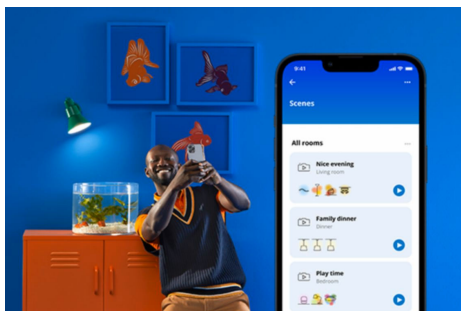 9:41
Scenes
All rooms
Nice evening
Living room
Family dinner
Dinner
Play time
Bedroom